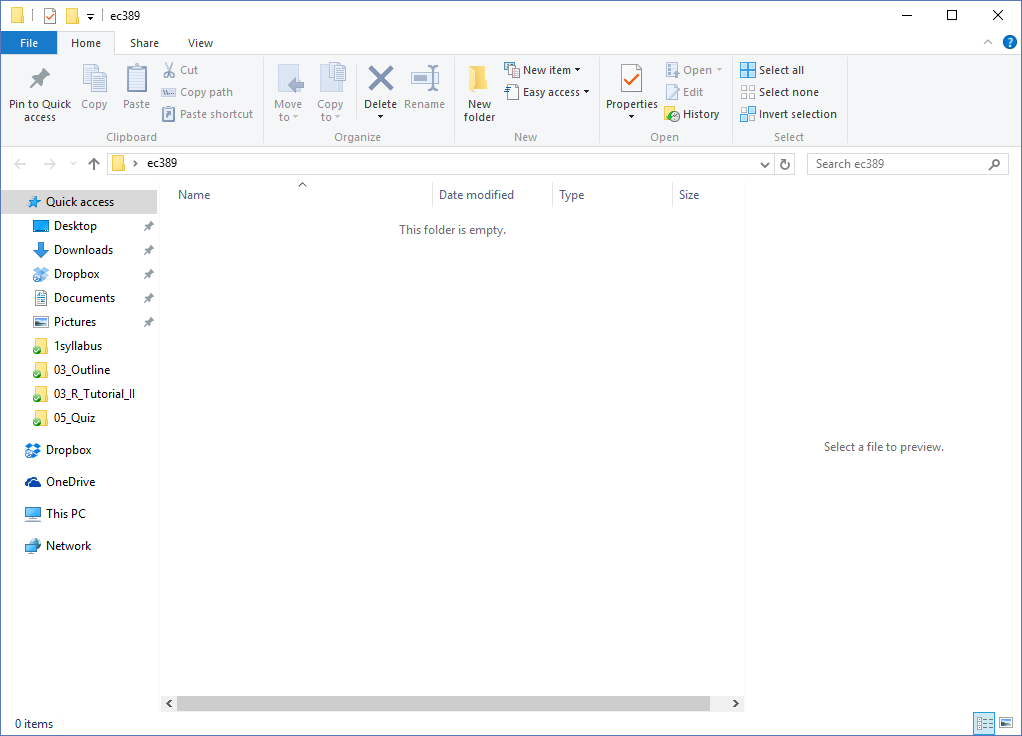 ec389
File Home Share View
Pin to Quick access
Copy
Paste
Cut
Copy path
Paste shortcut
Clipboard
Move to
Copy to
Delete
Rename
Organize
New folder
New item
Easy access
New
Properties
Open
Edit
History
Open
Select all
Select none
Invert selection
Select
ec389
Search ec389
Quick access
Desktop
Downloads
Dropbox
Documents
Pictures
1syllabus
03_Outline
03_R_Tutorial_II
05_Quiz
Dropbox
OneDrive
This PC
Network
Name Date modified Type Size
This folder is empty.
Select a file to preview.
0 items